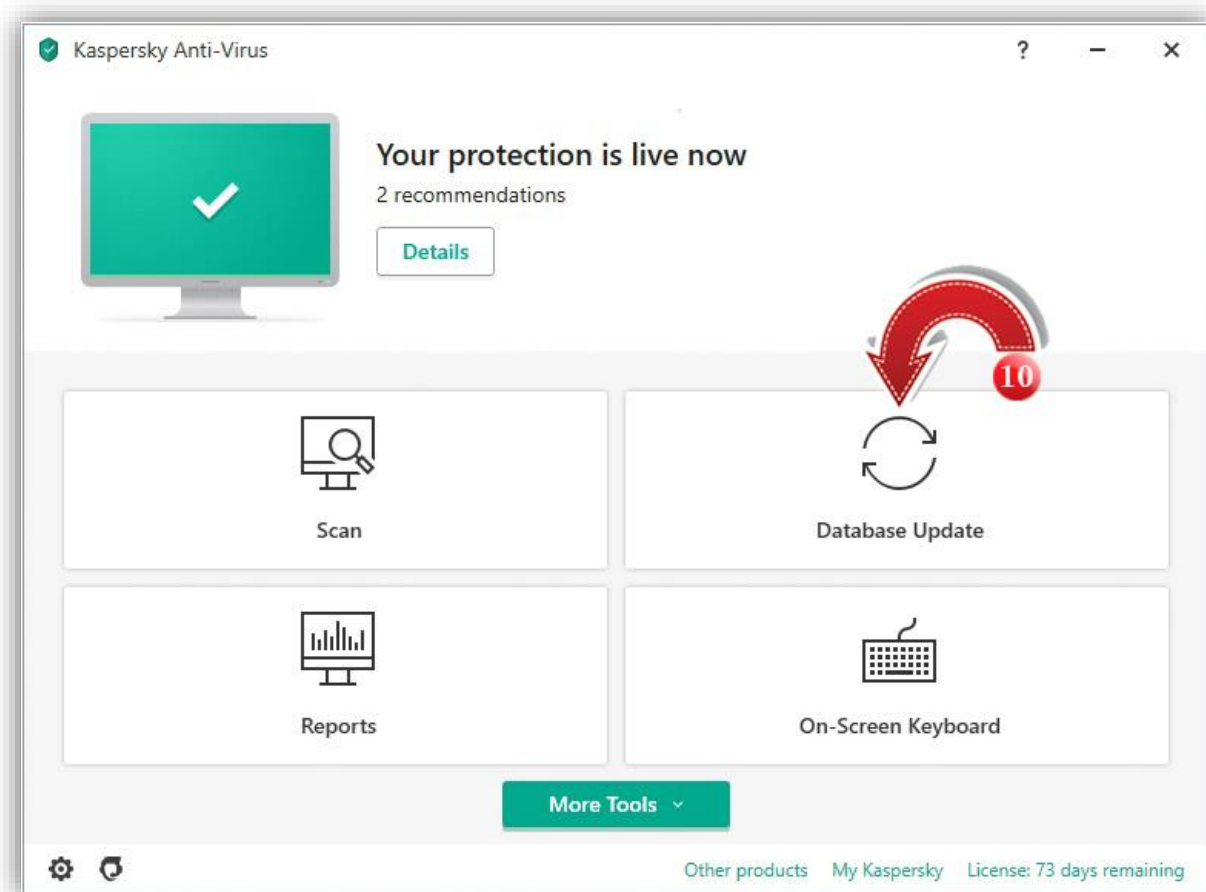 Kaspersky Anti-Virus
?
Your protection is live now
2 recommendations
Details
10
Scan
Database Update
Reports
On-Screen Keyboard
More Tools
Other products My Kaspersky License: 73 days remaining